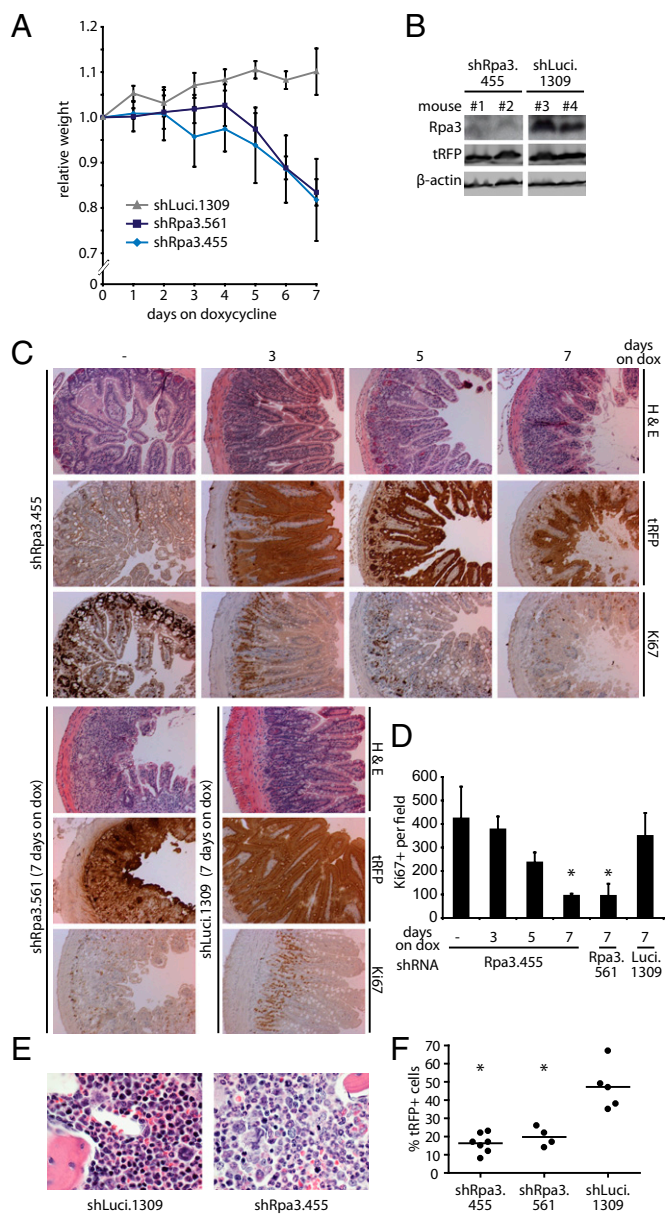 A
relative weight
1.2
1.1
1.0
0.9
0.8
0.7
0
shLuci.1309
shRpa3.561
shRpa3.455
0 1 2 3 4 5 6 7
days on doxycycline
B
shRpa3. shLuci.
455 1309
mouse #1 #2 #3 #4
Rpa3
tRFP
β-actin
C
- 3 5 7 days
on dox
shRpa3.455
H & E
tRFP
Ki67
shRpa3.561 (7 days on dox)
shLuci.1309 (7 days on dox)
H & E
tRFP
Ki67
D
Ki67+ per field
600
500
400
300
200
100
0
* *
days
on dox
- 3 5 7 7 7
shRNA
Rpa3.455
Rpa3.
561
Luci.
1309
E
shLuci.1309
shRpa3.455
F
% tRFP+ cells
70
60
50
40
30
20
10
0
* *
shRpa3.
455
shRpa3.
561
shLuci.
1309